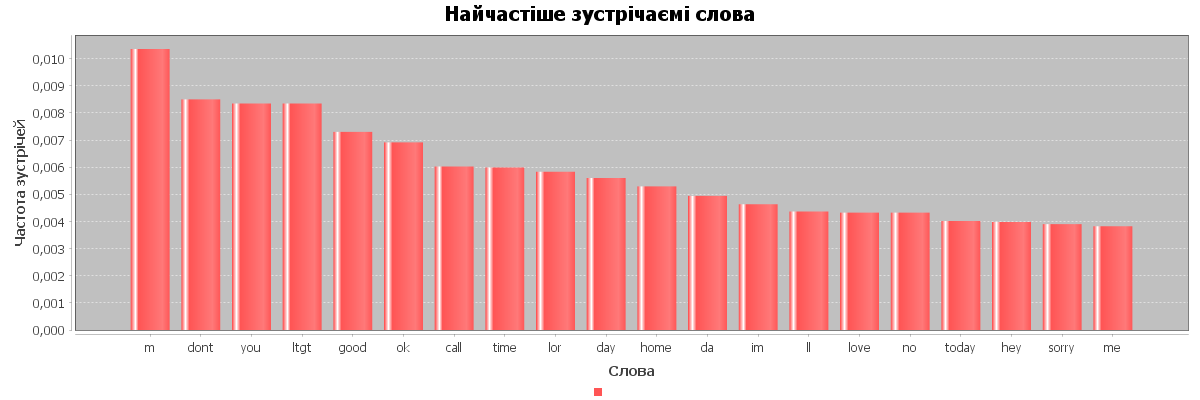 Найчастіше зустрічаємі слова
Частота зустрічей
0,010
0,009
0,008
0,007
0,006
0,005
0,004
0,003
0,002
0,001
0,000
m dont you ltgt good ok call time lor day home da im ll love no today hey sorry me
Слова